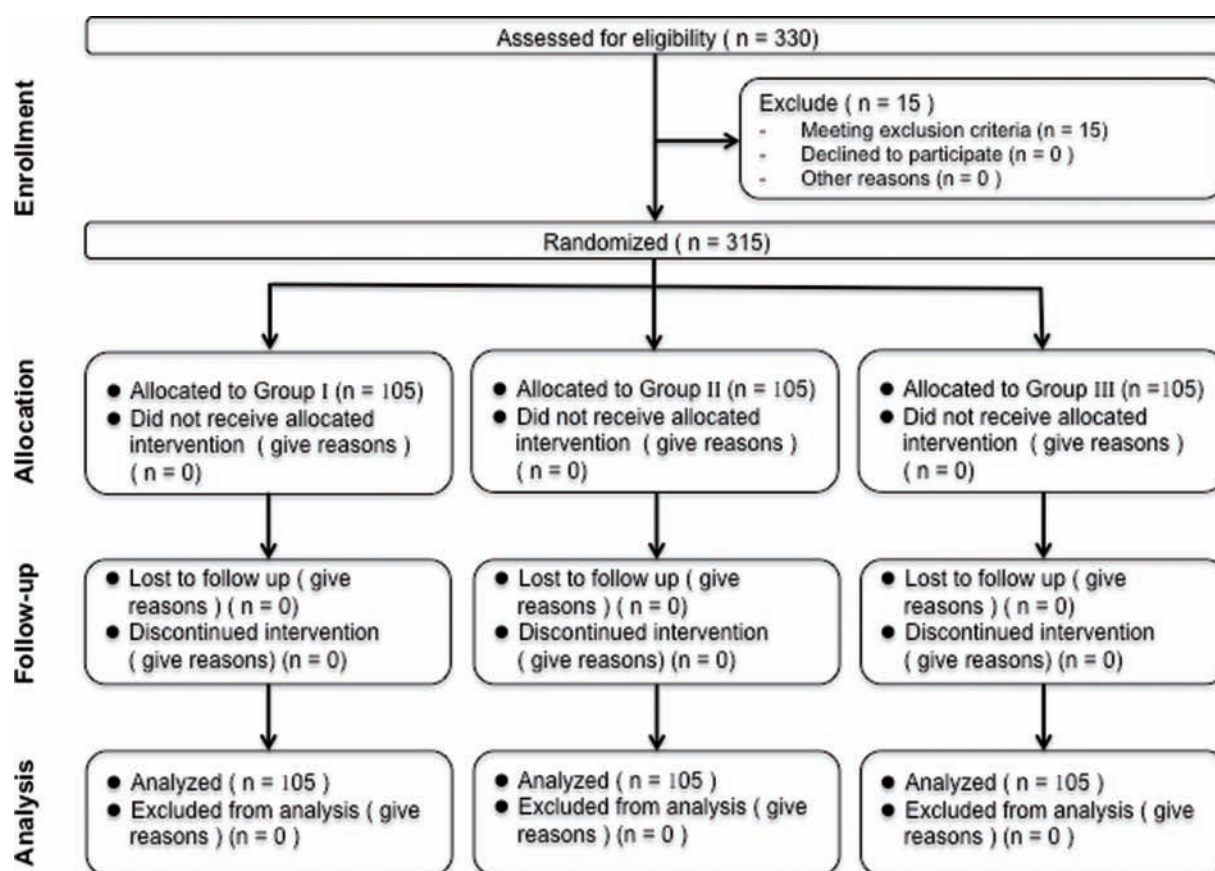 Assessed for eligibility ( n = 330)
Enrollment
Exclude ( n = 15 )
- Meeting exclusion criteria (n = 15)
- Declined to participate (n = 0 )
- Other reasons (n = 0 )
Randomized ( n = 315)
Allocation
● Allocated to Group I (n = 105)
● Did not receive allocated
intervention ( give reasons )
( n = 0)
● Allocated to Group II (n = 105)
● Did not receive allocated
intervention ( give reasons )
( n = 0)
● Allocated to Group III (n =105)
● Did not receive allocated
intervention ( give reasons )
( n = 0)
Follow-up
● Lost to follow up ( give
reasons ) ( n = 0)
● Discontinued intervention
( give reasons) (n = 0)
● Lost to follow up ( give
reasons ) ( n = 0)
● Discontinued intervention
( give reasons) (n = 0)
● Lost to follow up ( give
reasons ) ( n = 0)
● Discontinued intervention
( give reasons) (n = 0)
Analysis
● Analyzed ( n = 105 )
● Excluded from analysis ( give
reasons ) (n = 0 )
● Analyzed ( n = 105 )
● Excluded from analysis ( give
reasons ) (n = 0 )
● Analyzed ( n = 105 )
● Excluded from analysis ( give
reasons ) (n = 0 )